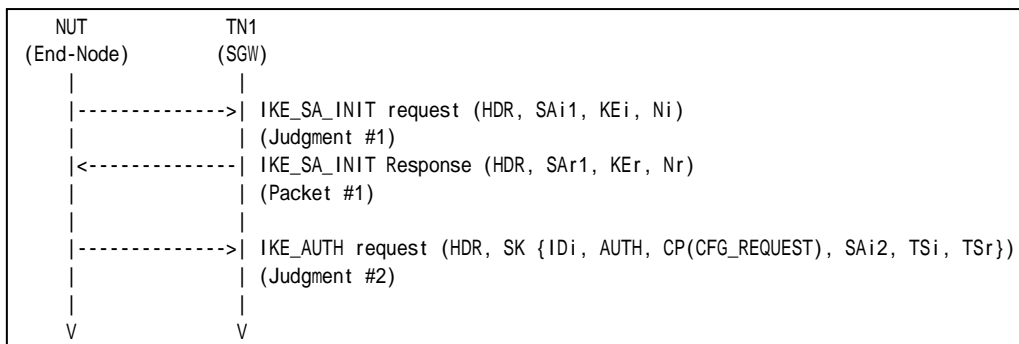 NUT TN1
(End-Node) (SGW)
| |
|-------------->| IKE_SA_INIT request (HDR, SAi1, KEi, Ni)
| | (Judgment #1)
|<--------------| IKE_SA_INIT Response (HDR, SAr1, KEr, Nr)
| | (Packet #1)
| |
|-------------->| IKE_AUTH request (HDR, SK {IDi, AUTH, CP(CFG_REQUEST), SAi2, TSi, TSr})
| | (Judgment #2)
| |
V V